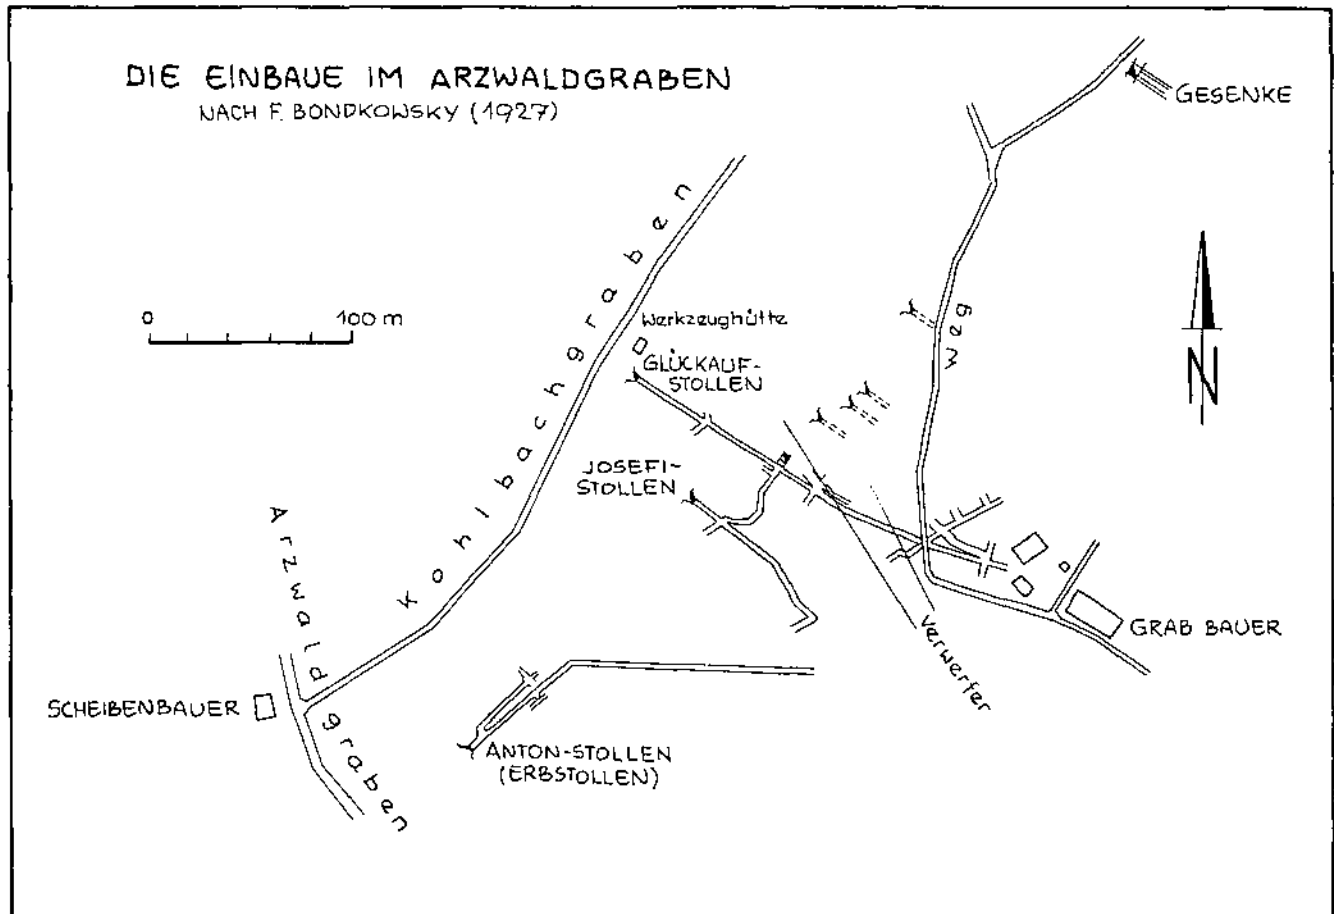 DIE EINBAUE IM ARZWALDGRABEN
NACH F. BONDKOWSKY (1927)
GESENKE
Kohlbachgraben
0 100 m
Werkzeughütte
GLÜCKAUF-
STOLLEN
Weg
N
JOSEFI-
STOLLEN
Arzwaldgraben
Verwerfer
GRAB BAUER
SCHEIBENBAUER
ANTON-STOLLEN
(ERBSTOLLEN)